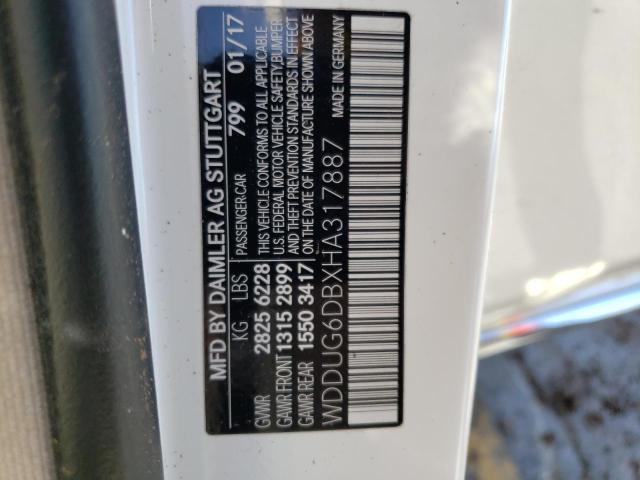 MFD BY DAIMLER AG STUTTGART
799 01/17
KG LBS PASSENGER CAR
GVWR 2825 6228 THIS VEHICLE CONFORMS TO ALL APPLICABLE
U.S. FEDERAL MOTOR VEHICLE SAFETY,BUMPER,
GAWR FRONT 1315 2899 AND THEFT PREVENTION STANDARDS IN EFFECT
GAWR REAR 1550 3417 ON THE DATE OF MANUFACTURE SHOWN ABOVE
WDDUG6DBXHA317887 MADE IN GERMANY